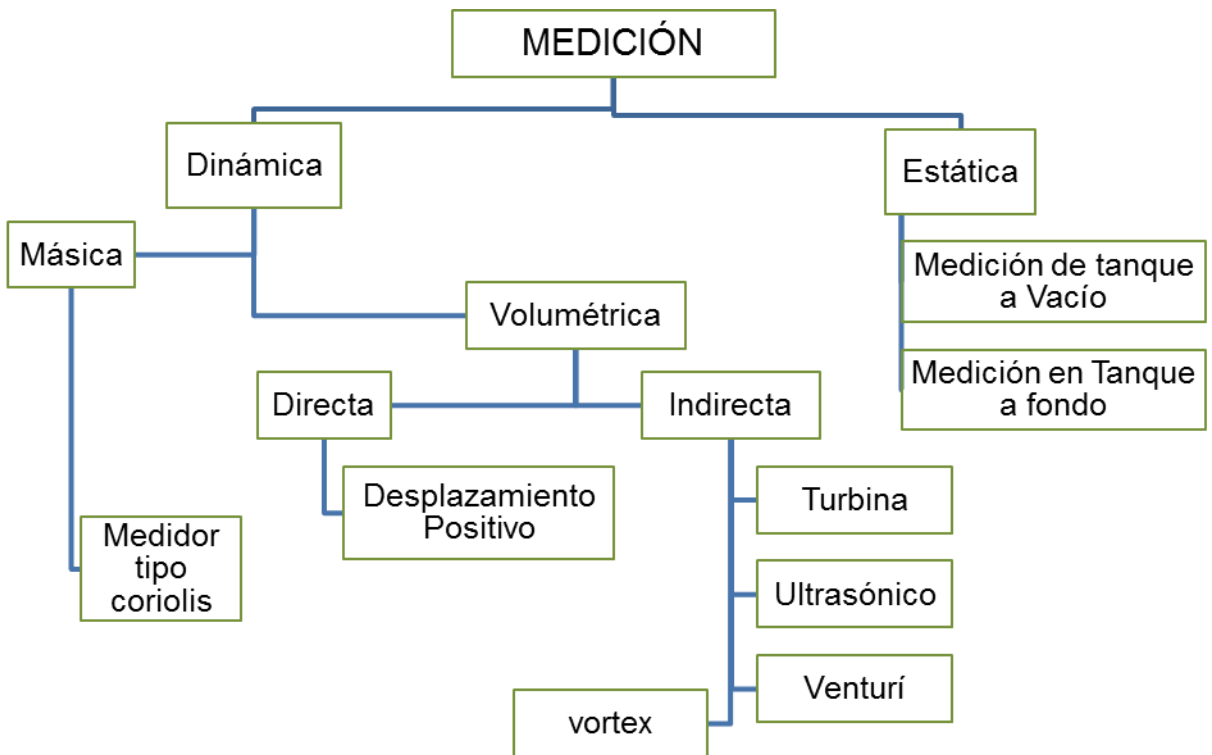 MEDICIÓN
Dinámica
Estática
Másica
Medición de tanque
a Vacío
Volumétrica
Medición en Tanque
a fondo
Directa
Indirecta
Desplazamiento
Positivo
Turbina
Medidor
tipo
coriolis
Ultrasónico
Venturí
vortex